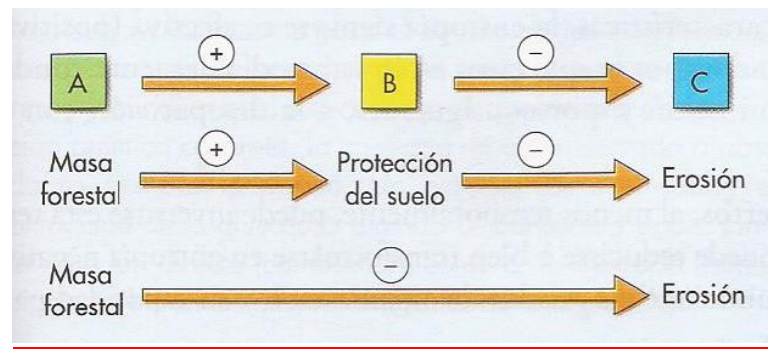 + −
A B C
+ −
Masa Protección
forestal del suelo Erosión
−
Masa
forestal Erosión